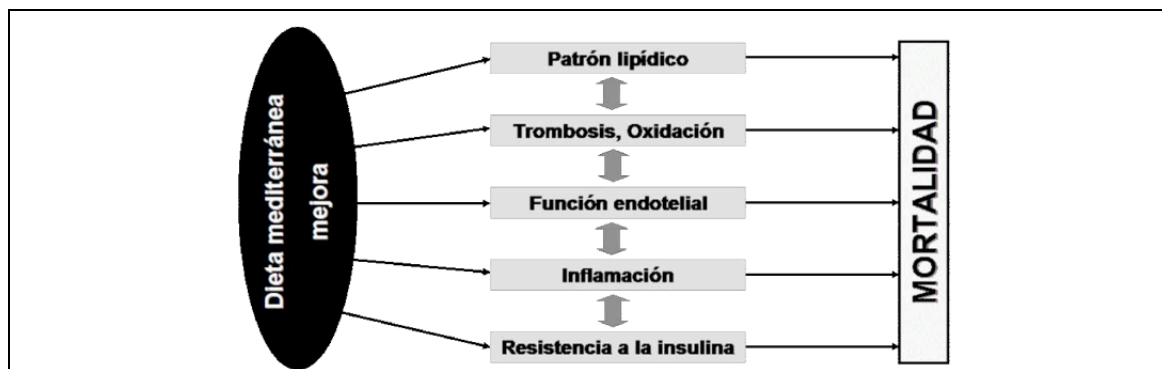 Dieta mediterránea
mejora
Patrón lipídico
Trombosis, Oxidación
Función endotelial
Inflamación
Resistencia a la insulina
MORTALIDAD